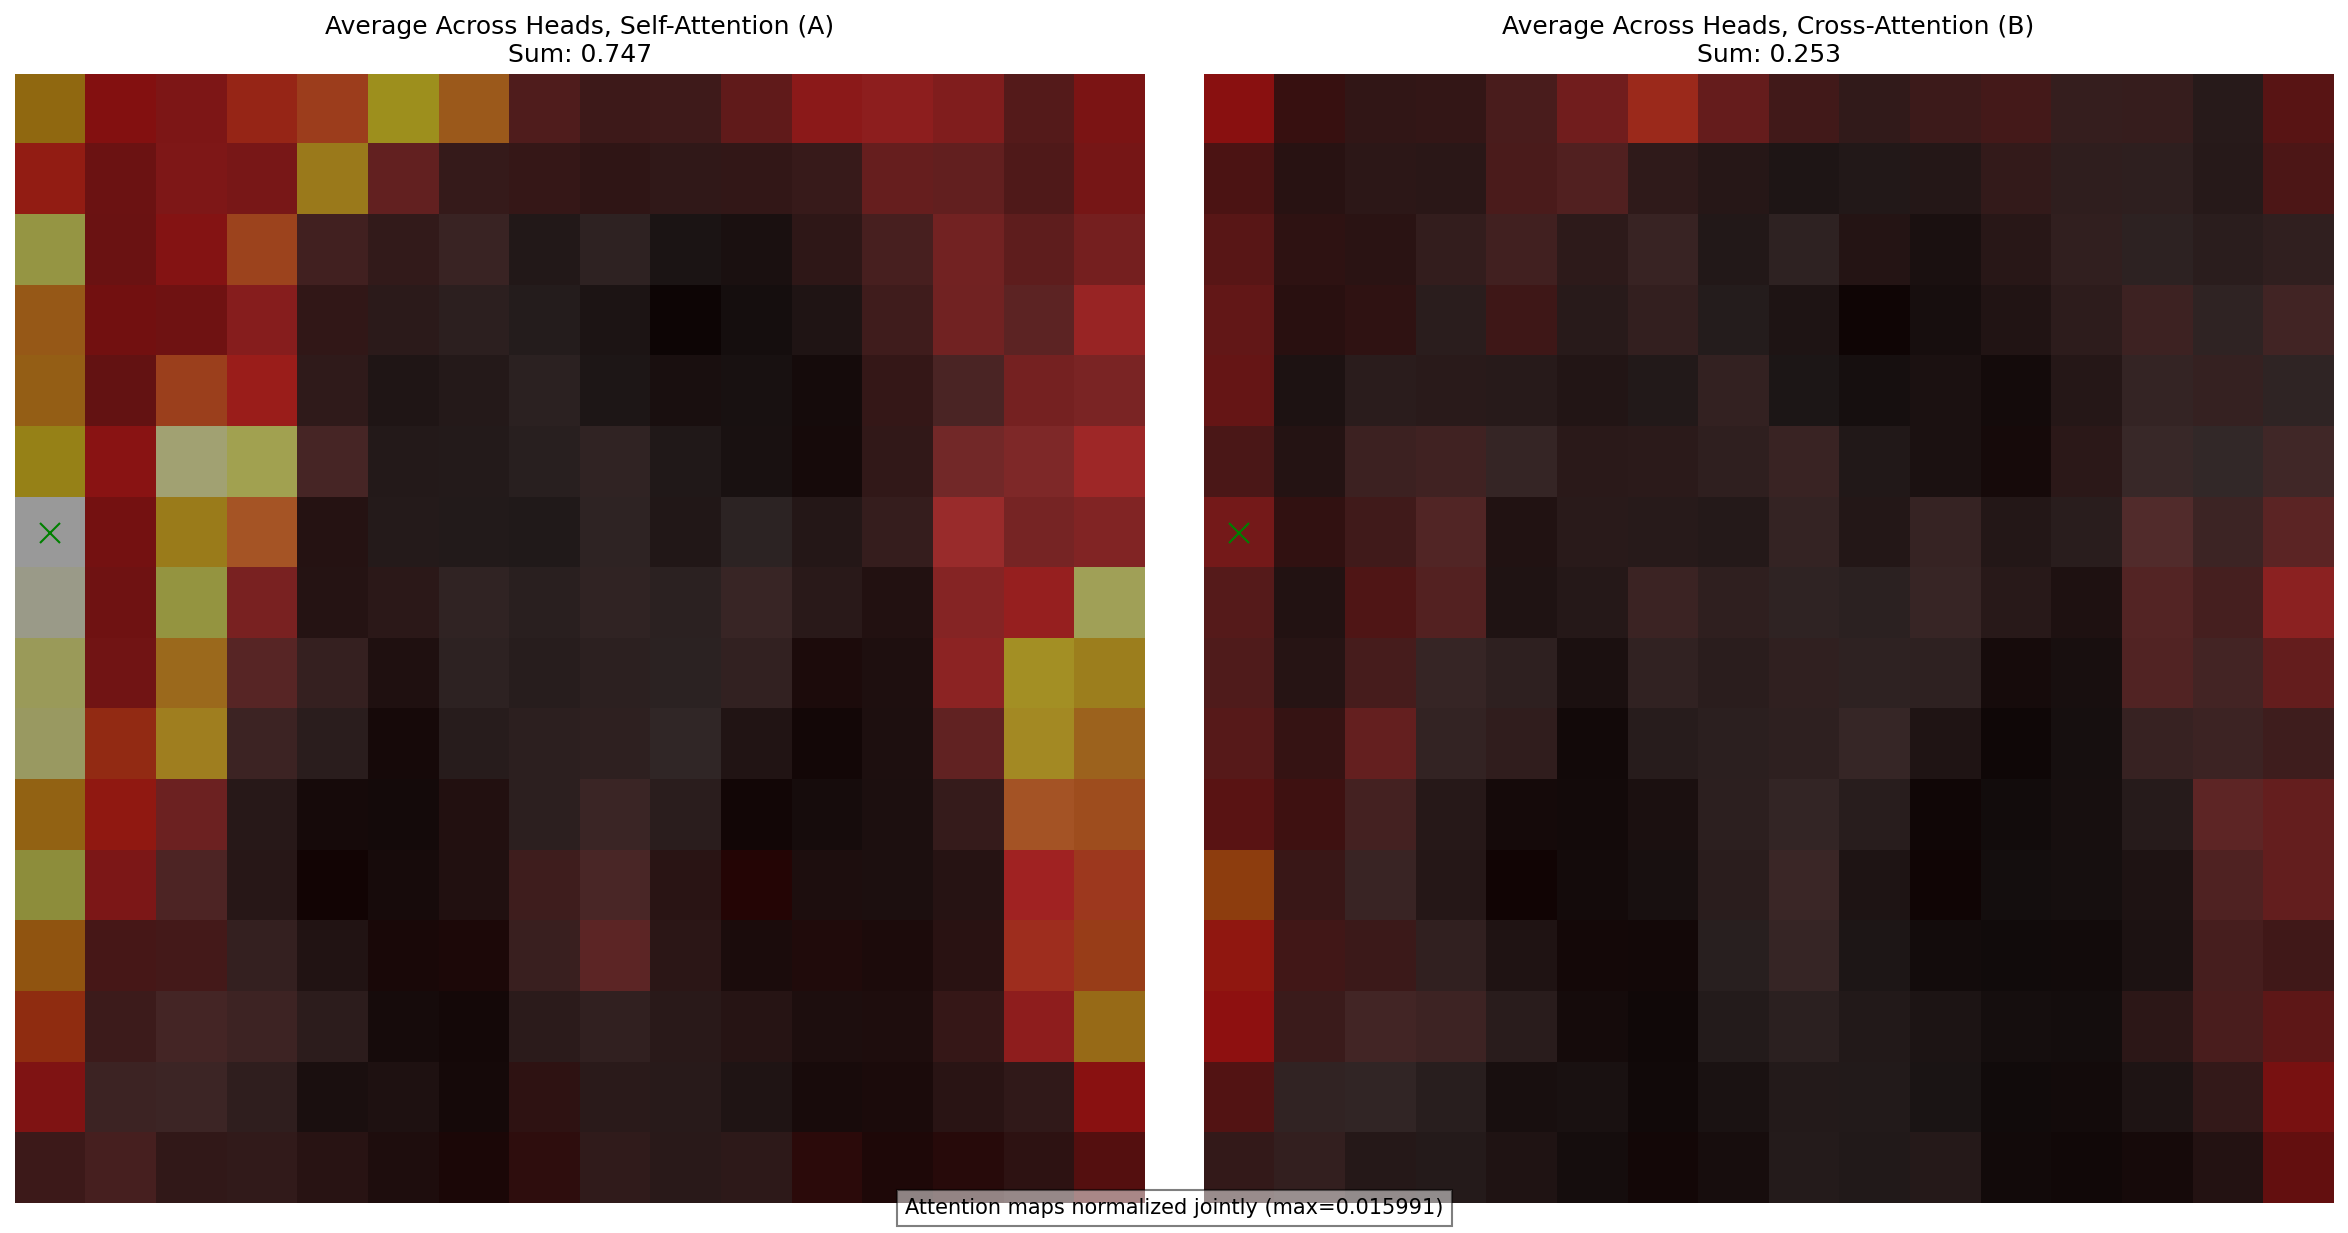 Average Across Heads, Self-Attention (A)
Sum: 0.747
Average Across Heads, Cross-Attention (B)
Sum: 0.253
Attention maps normalized jointly (max=0.015991)